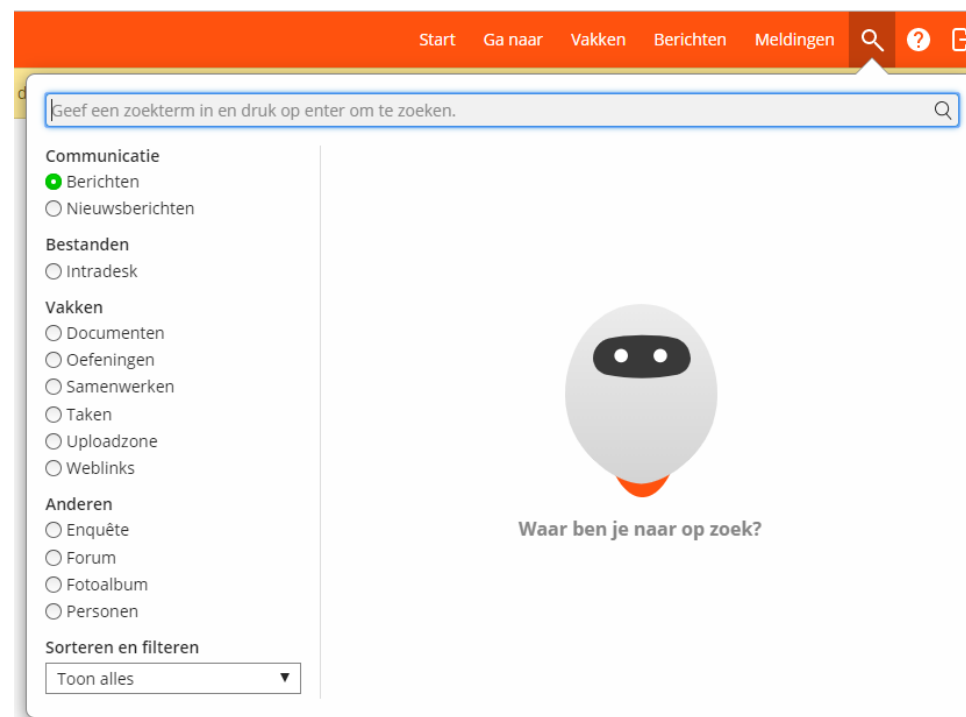 Start Ga naar Vakken Berichten Meldingen
Geef een zoekterm in en druk op enter om te zoeken.
Communicatie
Berichten
Nieuwsberichten
Bestanden
Intradesk
Vakken
Documenten
Oefeningen
Samenwerken
Taken
Uploadzone
Weblinks
Anderen
Enquête
Forum
Fotoalbum
Personen
Sorteren en filteren
Toon alles
Waar ben je naar op zoek?